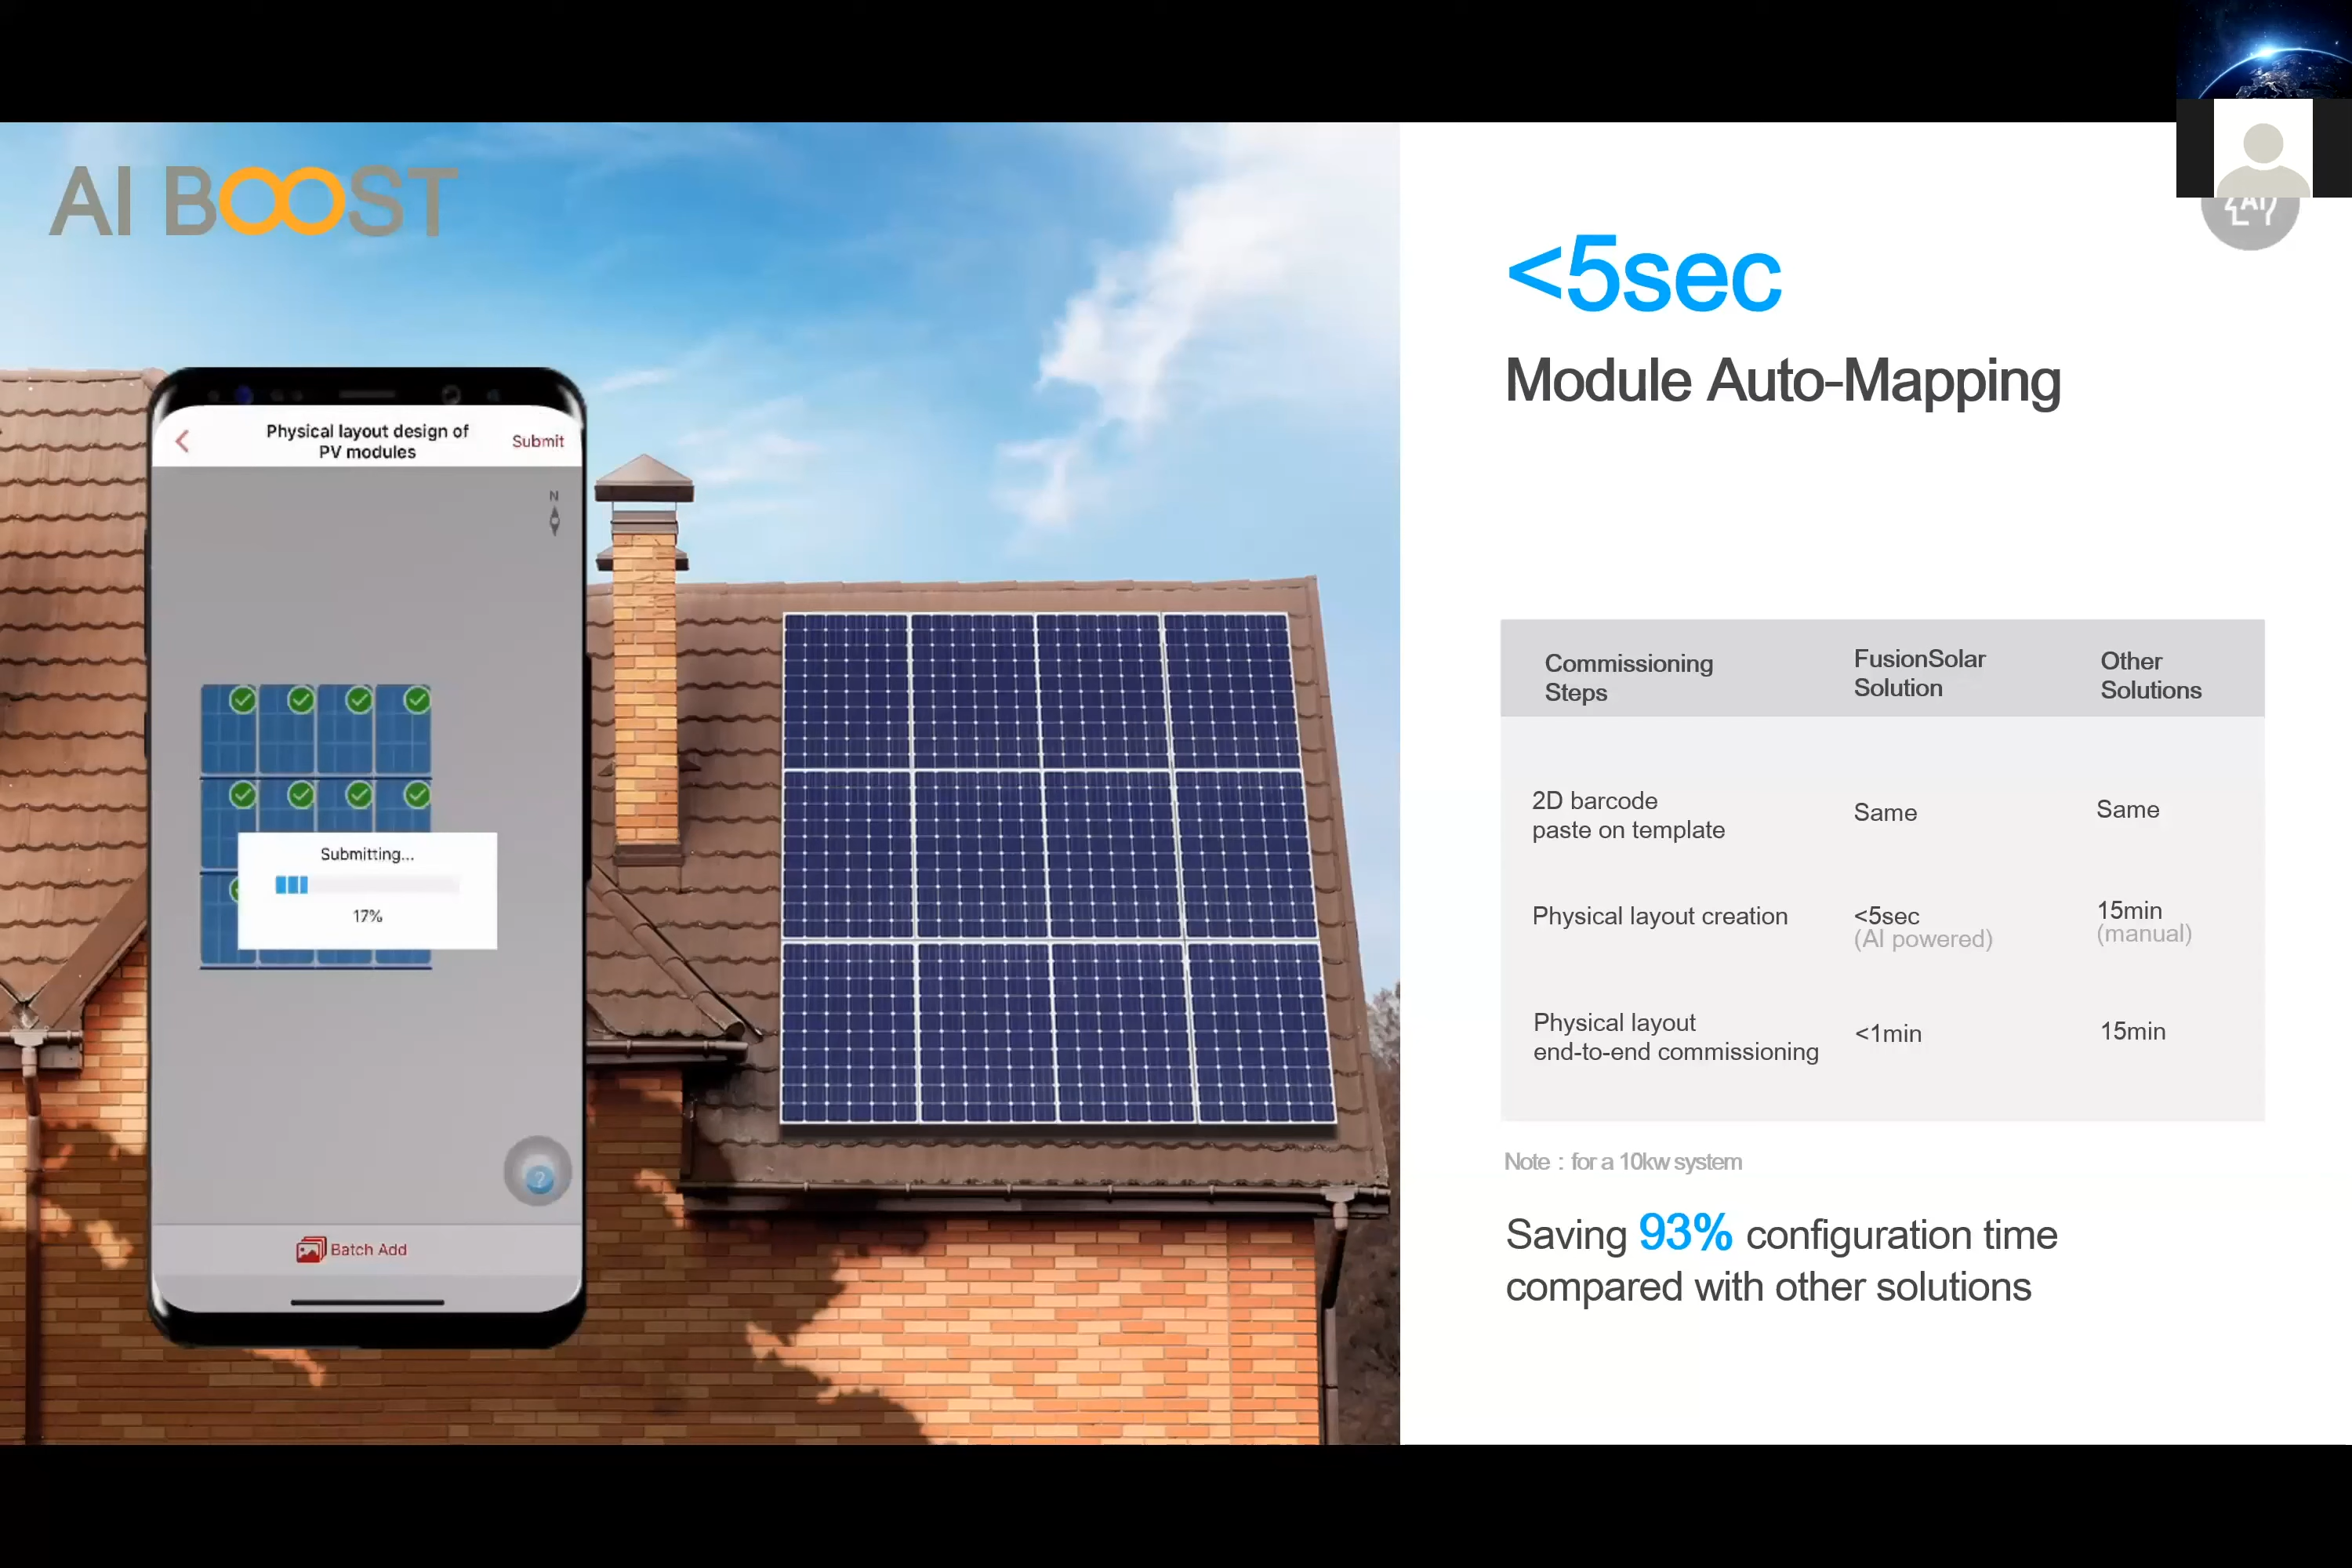 AI BOOST
Physical layout design of
PV modules
Submit
N
Submitting...
17%
?
Batch Add
AI
<5sec
Module Auto-Mapping
Commissioning
Steps
FusionSolar
Solution
Other
Solutions
2D barcode
paste on template
Same
Same
Physical layout creation
<5sec
(AI powered)
15min
(manual)
Physical layout
end-to-end commissioning
<1min
15min
Note : for a 10kw system
Saving 93% configuration time
compared with other solutions